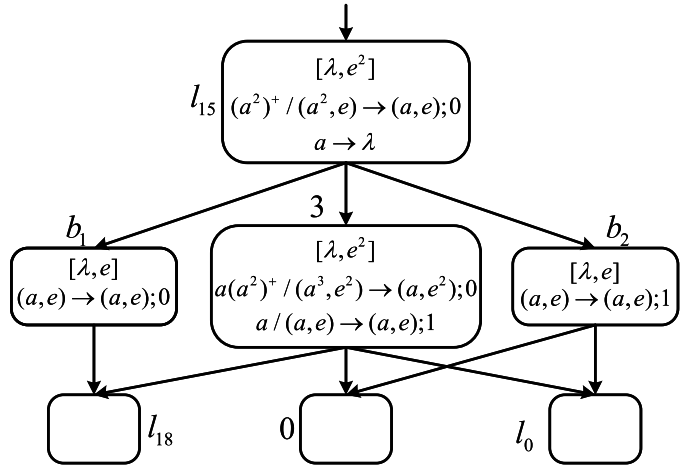 [λ,e²]
l₁₅
(a²)⁺/(a²,e)→(a,e);0
a→λ
b₁
3
b₂
[λ,e]
(a,e)→(a,e);0
[λ,e²]
a(a²)⁺/(a³,e²)→(a,e²);0
a/(a,e)→(a,e);1
[λ,e]
(a,e)→(a,e);1
l₁₈
0
l₀